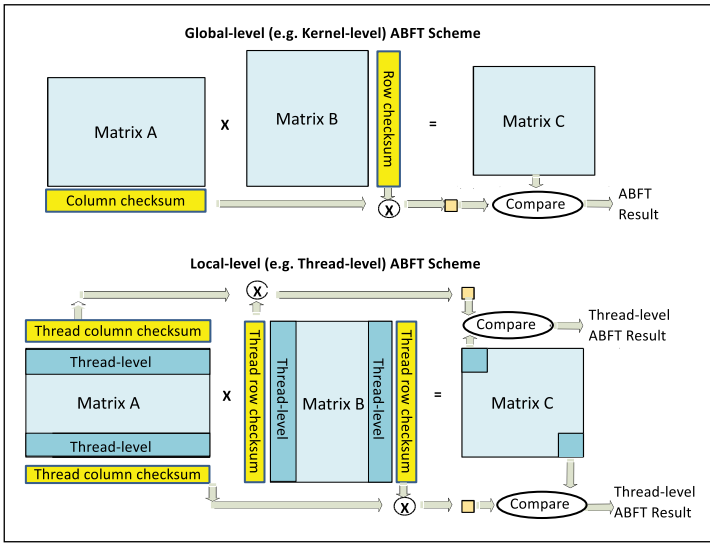 Global-level (e.g. Kernel-level) ABFT Scheme
Matrix A
X
Matrix B
Row checksum
=
Matrix C
Column checksum
X
Compare
ABFT
Result
Local-level (e.g. Thread-level) ABFT Scheme
X
Thread column checksum
Compare
Thread-level
ABFT Result
Thread-level
Matrix A
Thread-level
Thread column checksum
X
Thread row checksum
Thread-level
Matrix B
Thread-level
Thread row checksum
=
Matrix C
X
Compare
Thread-level
ABFT Result